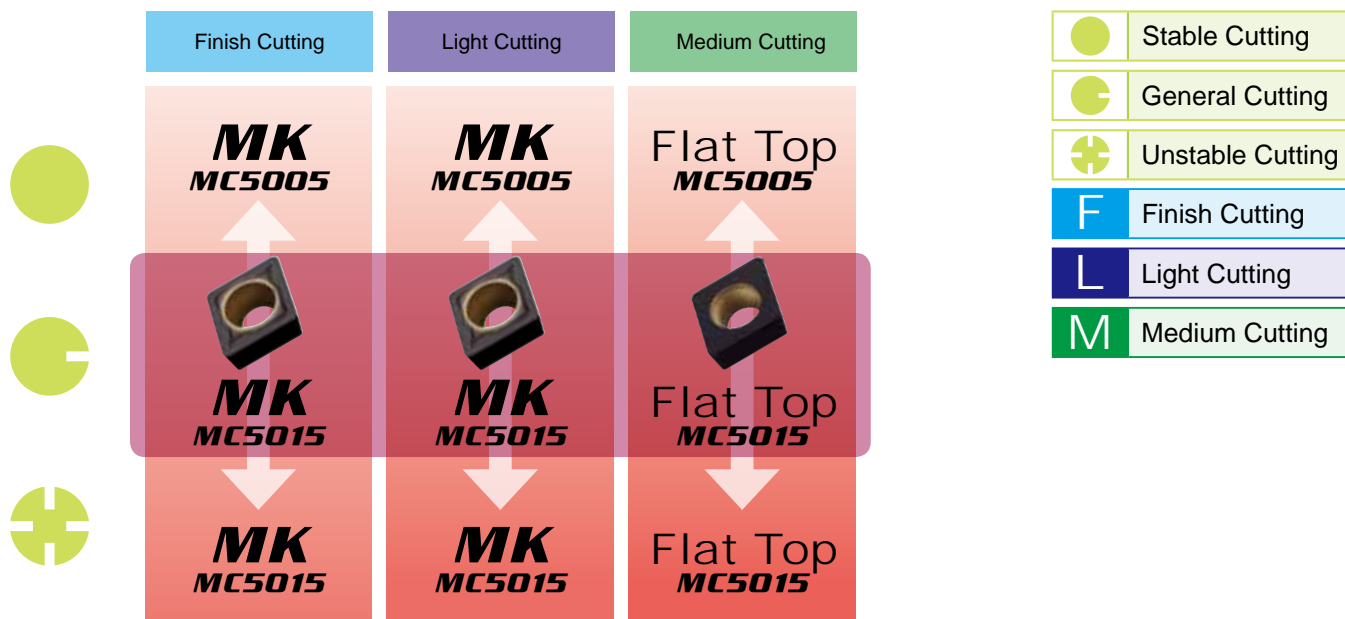 Finish Cutting
Light Cutting
Medium Cutting
MK
MC5005
MK
MC5005
Flat Top
MC5005
MK
MC5015
MK
MC5015
Flat Top
MC5015
MK
MC5015
MK
MC5015
Flat Top
MC5015
Stable Cutting
General Cutting
Unstable Cutting
F Finish Cutting
L Light Cutting
M Medium Cutting